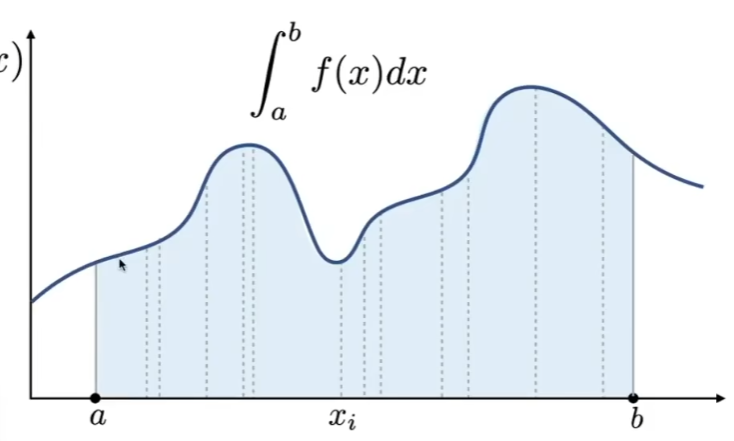 x)
∫_a^b f(x)dx
a x_i b